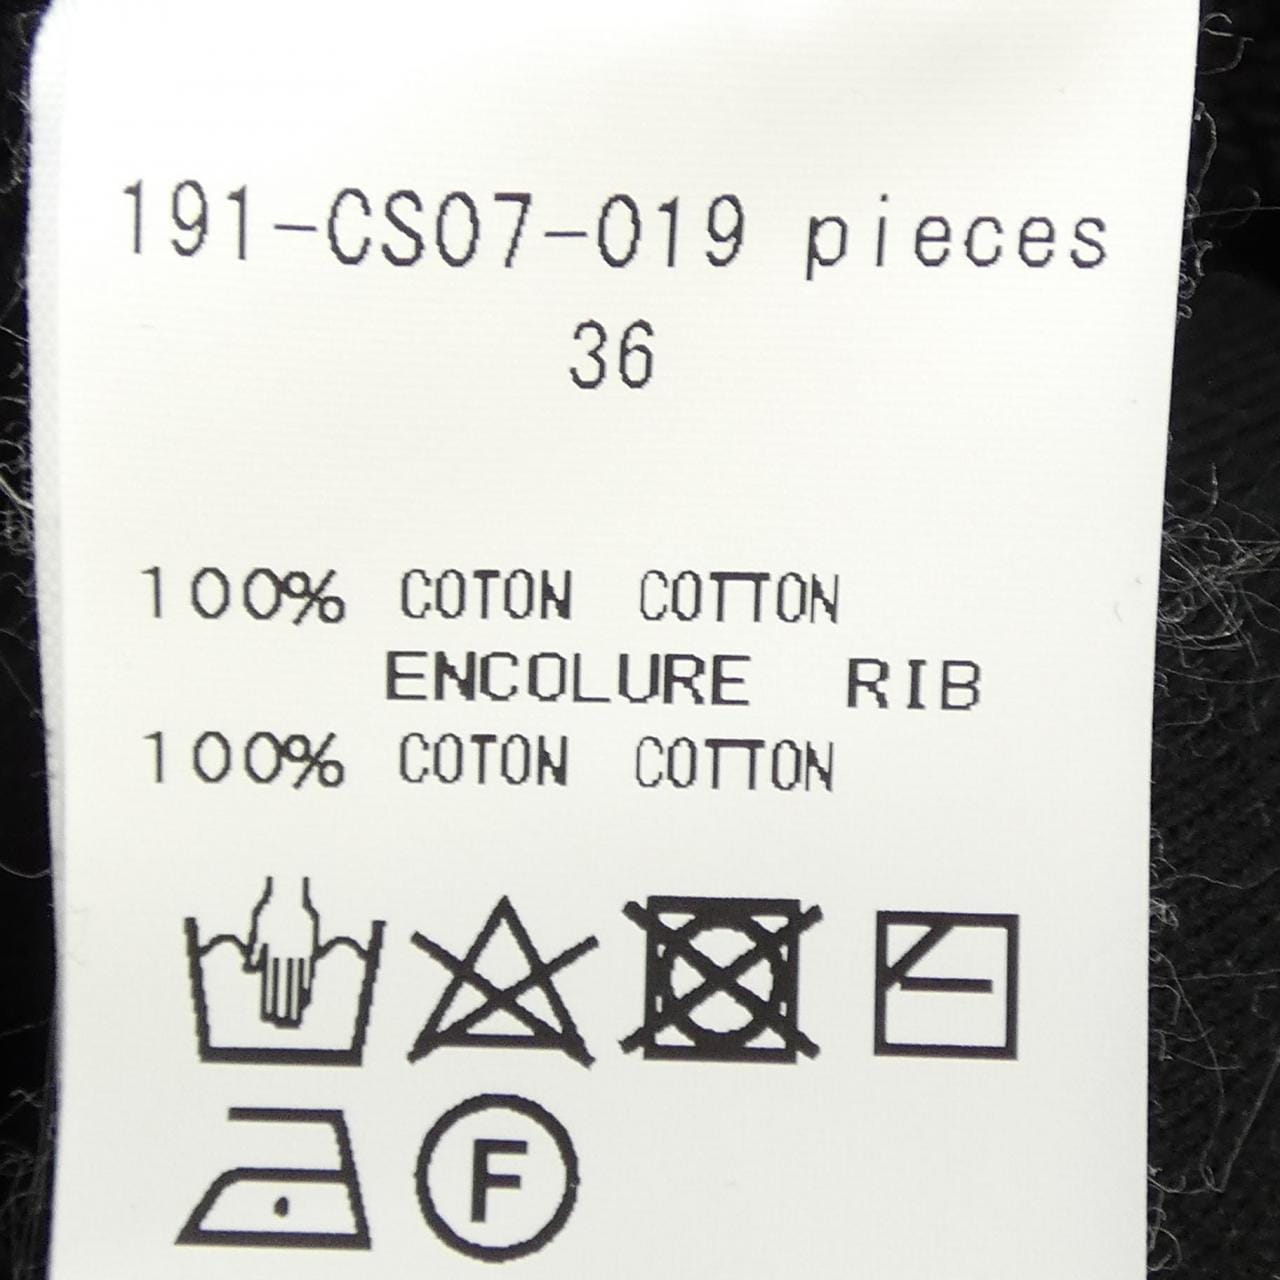 191-CS07-019 pieces
36
100% COTON COTTON
ENCOLURE RIB
100% COTON COTTON
F